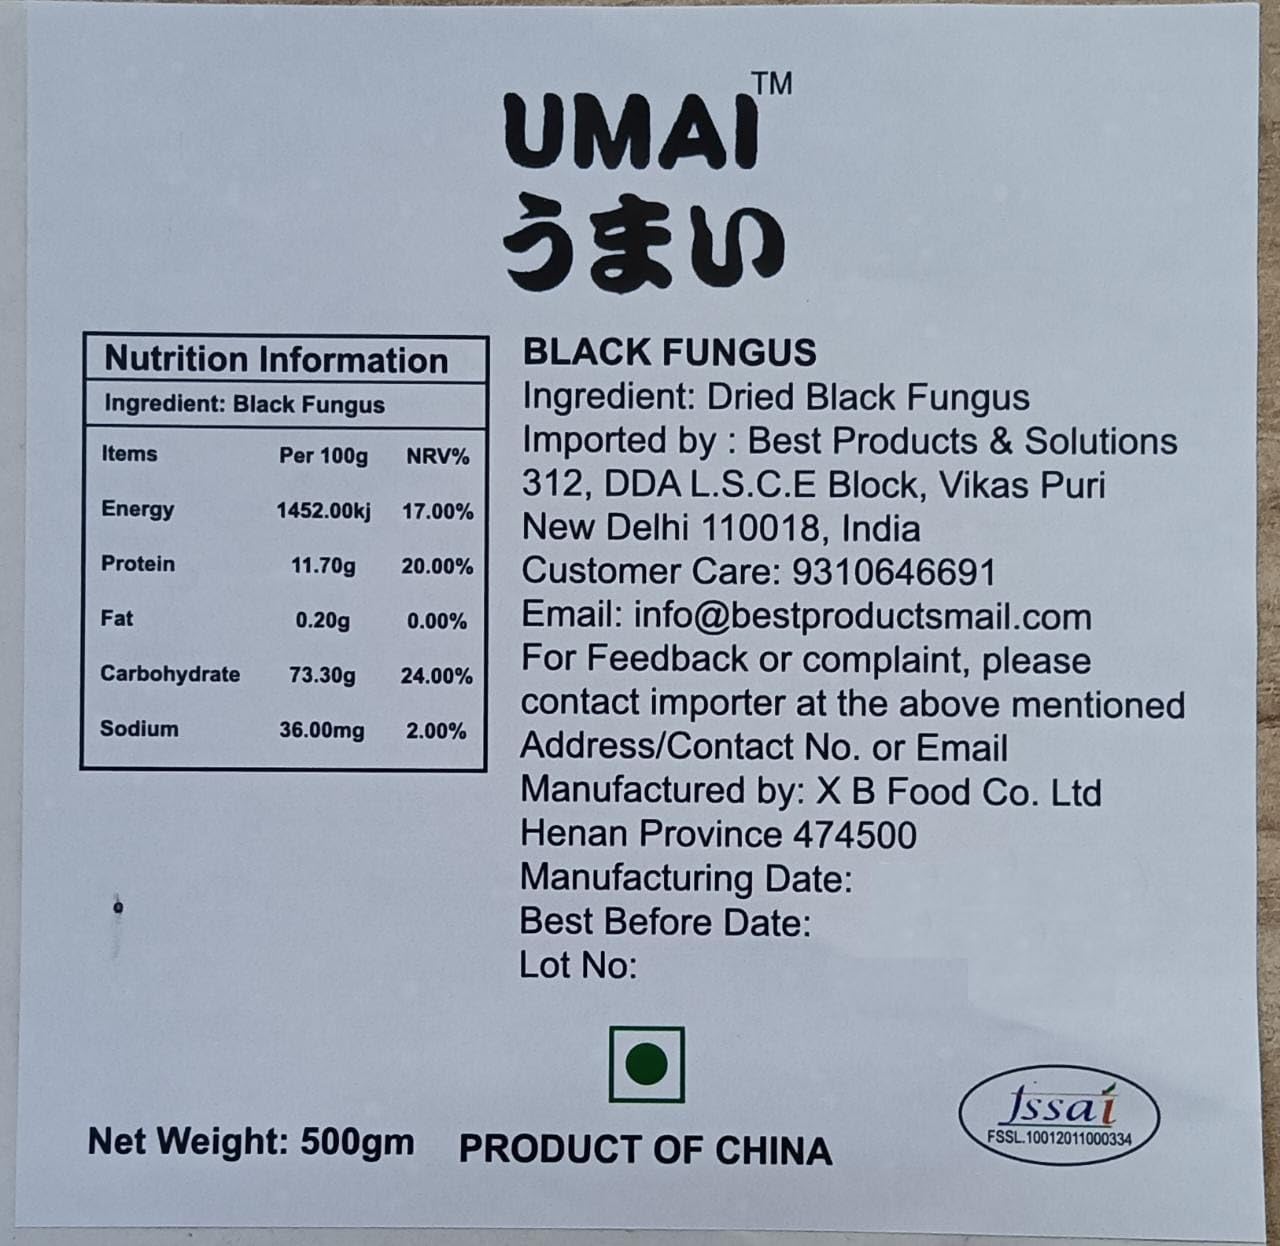 UMAI™
うまい
Nutrition Information
Ingredient: Black Fungus
Items Per 100g NRV%
Energy 1452.00kj 17.00%
Protein 11.70g 20.00%
Fat 0.20g 0.00%
Carbohydrate 73.30g 24.00%
Sodium 36.00mg 2.00%
BLACK FUNGUS
Ingredient: Dried Black Fungus
Imported by : Best Products & Solutions
312, DDA L.S.C.E Block, Vikas Puri
New Delhi 110018, India
Customer Care: 9310646691
Email: info@bestproductsmail.com
For Feedback or complaint, please
contact importer at the above mentioned
Address/Contact No. or Email
Manufactured by: X B Food Co. Ltd
Henan Province 474500
Manufacturing Date:
Best Before Date:
Lot No:
Net Weight: 500gm
PRODUCT OF CHINA
fssai
FSSL.10012011000334